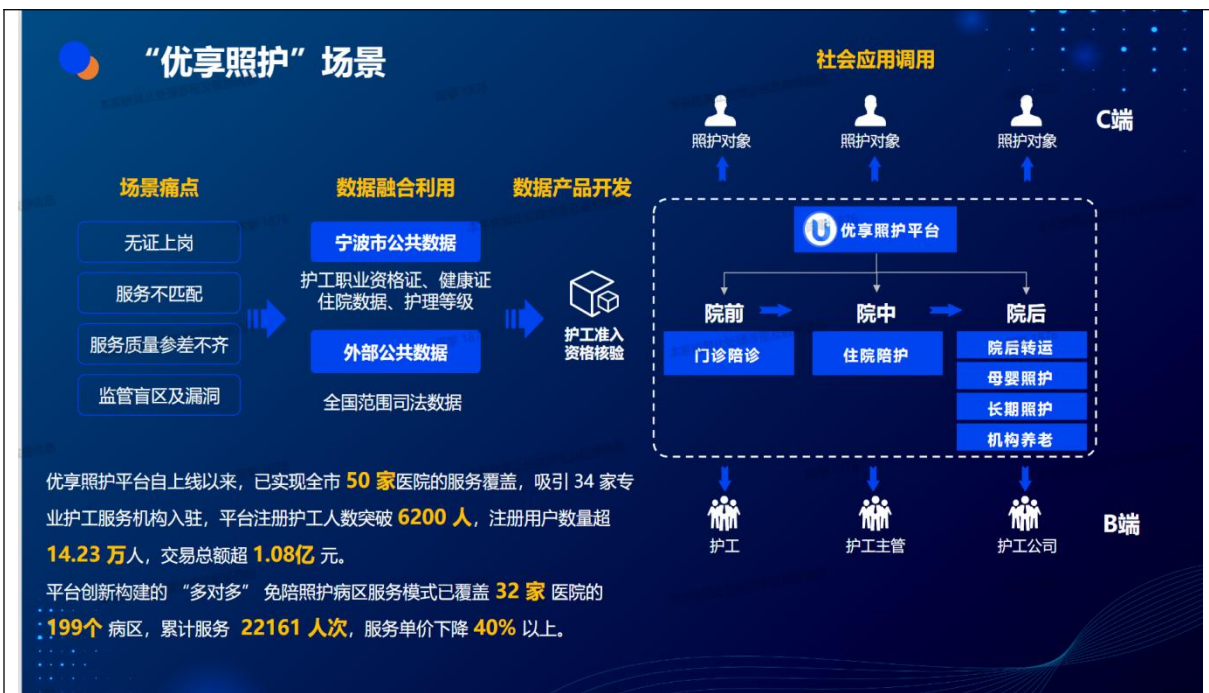 “优享照护”场景
社会应用调用
照护对象
照护对象
照护对象
C端
场景痛点
数据融合利用
数据产品开发
无证上岗
服务不匹配
服务质量参差不齐
监管盲区及漏洞
宁波市公共数据
护工职业资格证、健康证
住院数据、护理等级
外部公共数据
全国范围司法数据
护工准入
资格核验
优享照护平台
院前
院中
院后
门诊陪诊
住院陪护
院后转运
母婴照护
长期照护
机构养老
护工
护工主管
护工公司
B端
优享照护平台自上线以来，已实现全市 50 家医院的服务覆盖，吸引 34 家专
业护工服务机构入驻，平台注册护工人数突破 6200 人，注册用户数量超
14.23 万人，交易总额超 1.08亿 元。
平台创新构建的 “多对多” 免陪照护病区服务模式已覆盖 32 家 医院的
199个 病区，累计服务 22161 人次，服务单价下降 40% 以上。